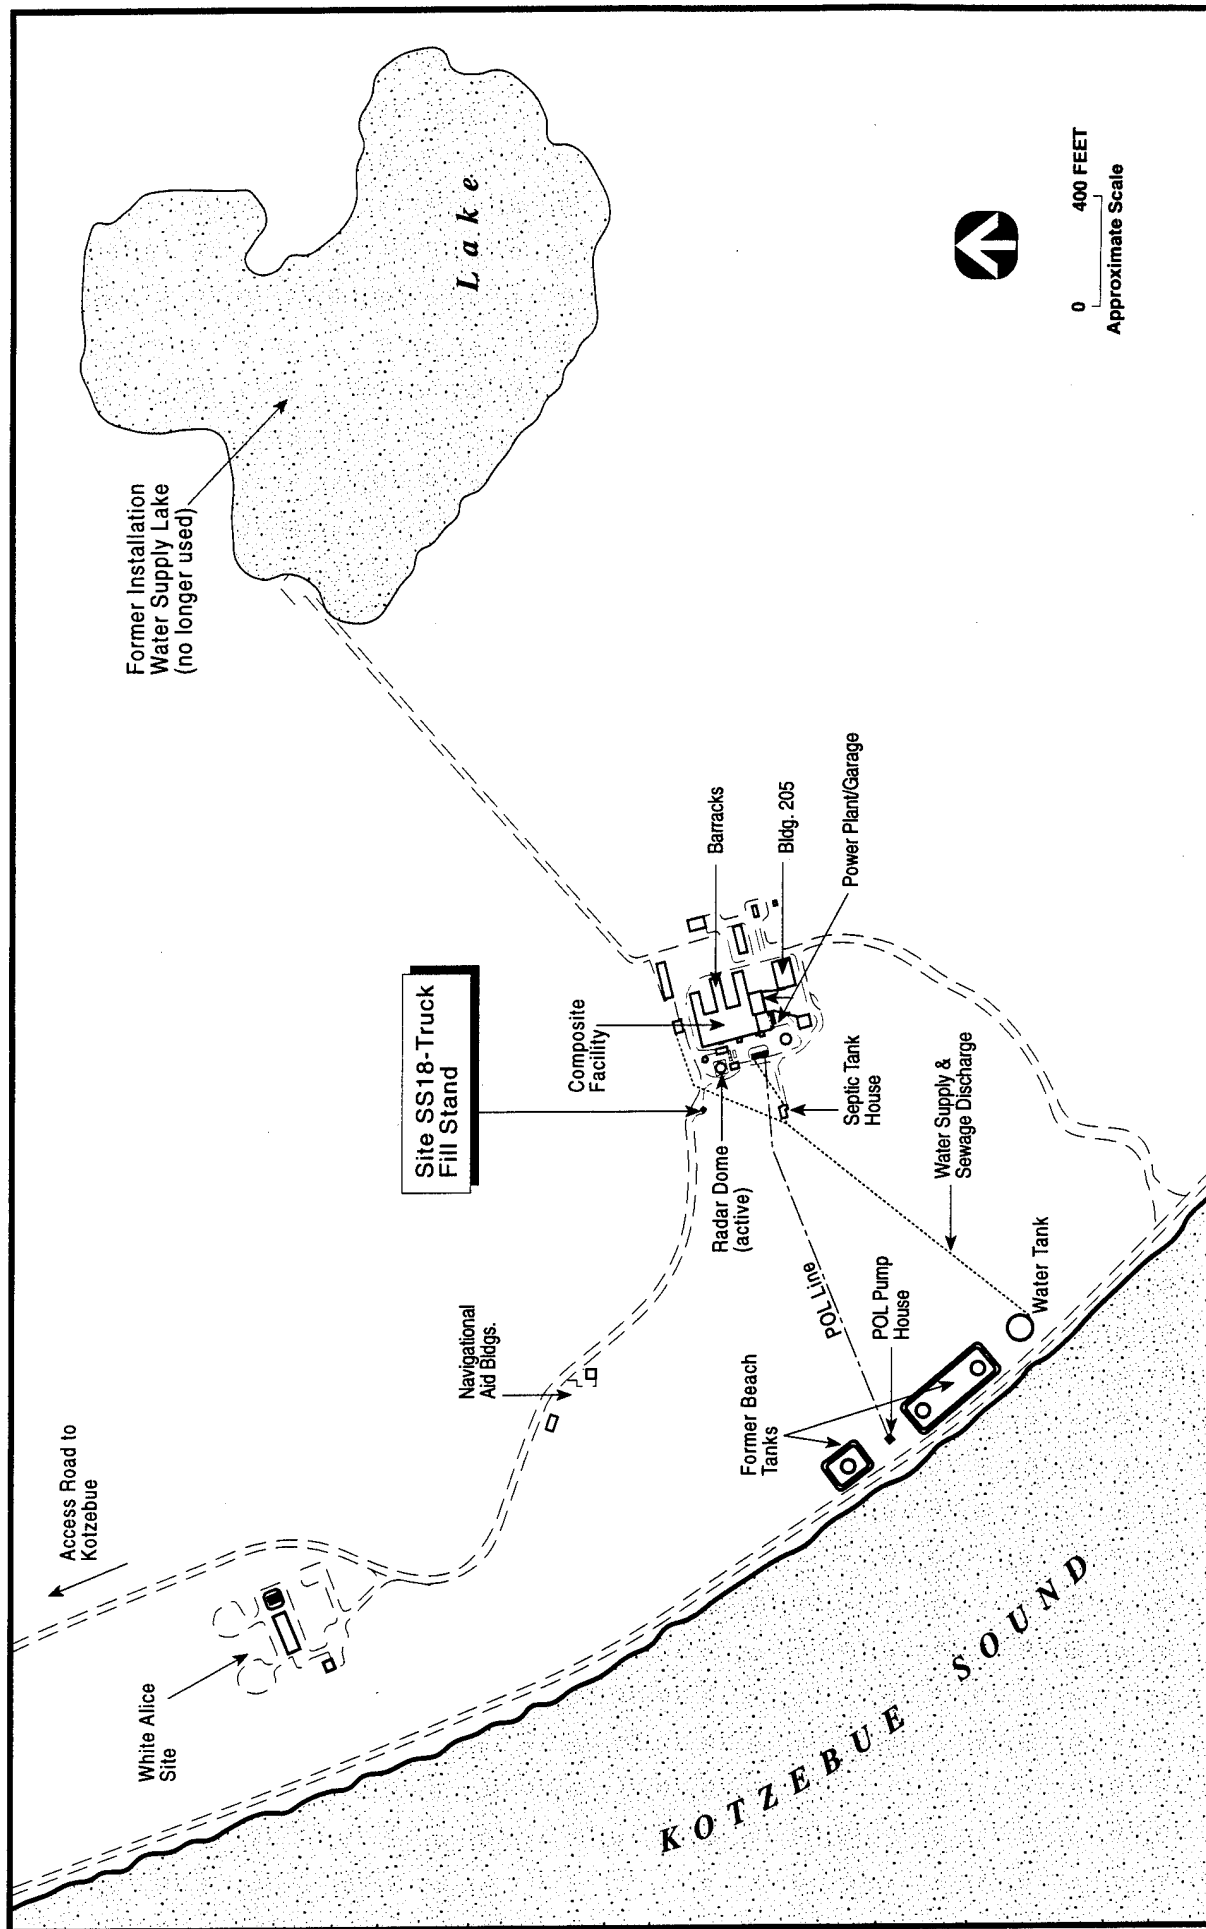 Access Road to
Kotzebue
White Alice
Site
Former Installation
Water Supply Lake
(no longer used)
Lake
Navigational
Aid Bldgs.
Site SS18-Truck
Fill Stand
Composite
Facility
Barracks
Bldg. 205
Power Plant/Garage
Radar Dome
(active)
Septic Tank
House
POL Line
Former Beach
Tanks
POL Pump
House
Water Supply &
Sewage Discharge
Water Tank
KOTZEBUE SOUND
0 400 FEET
Approximate Scale